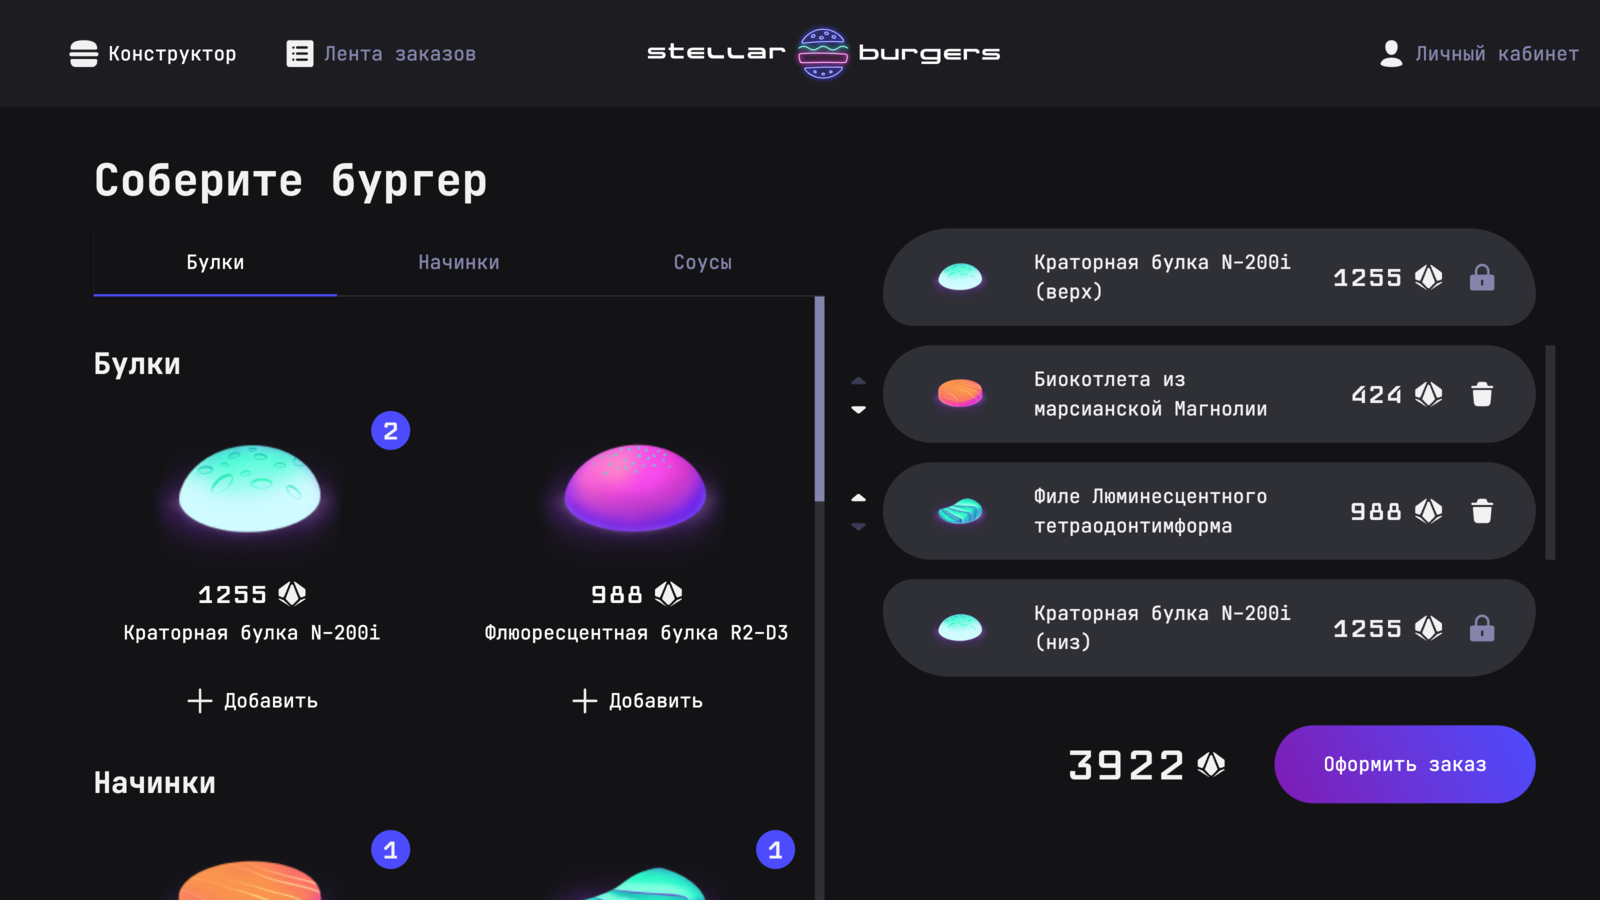 Конструктор
Лента заказов
stellar burgers
Личный кабинет
Соберите бургер
Булки
Начинки
Соусы
Булки
2
1255
Краторная булка N-200i
Добавить
988
Флюоресцентная булка R2-D3
Добавить
Начинки
1
1
Краторная булка N-200i
(верх)
1255
Биокотлета из
марсианской Магнолии
424
Филе Люминесцентного
тетраодонтимформа
988
Краторная булка N-200i
(низ)
1255
3922
Оформить заказ